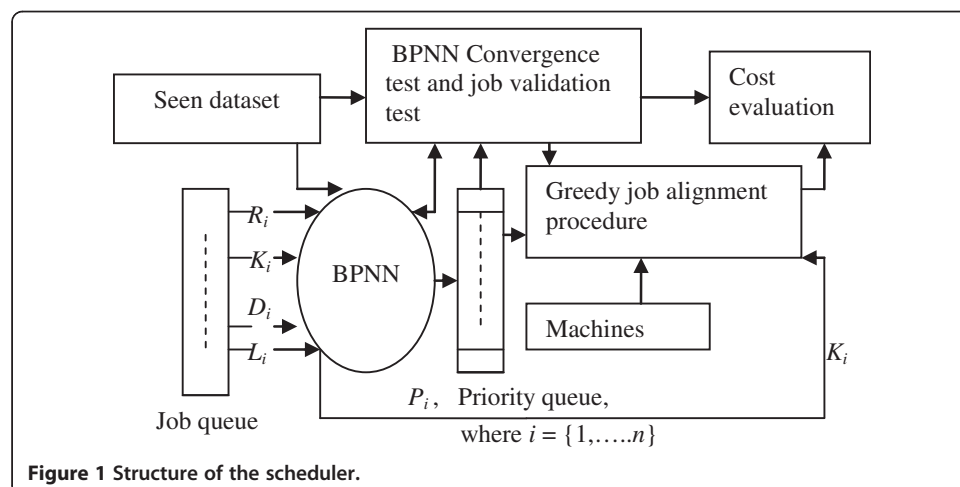 BPNN Convergence
test and job validation
test
Cost
evaluation
Seen dataset
Greedy job alignment
procedure
R_i
K_i
BPNN
D_i
L_i
Machines
K_i
P_i, Priority queue,
Job queue
where i = {1,…..n}
Figure 1 Structure of the scheduler.